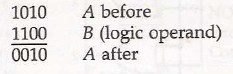 1010 A before
1100 B (logic operand)
0010 A after